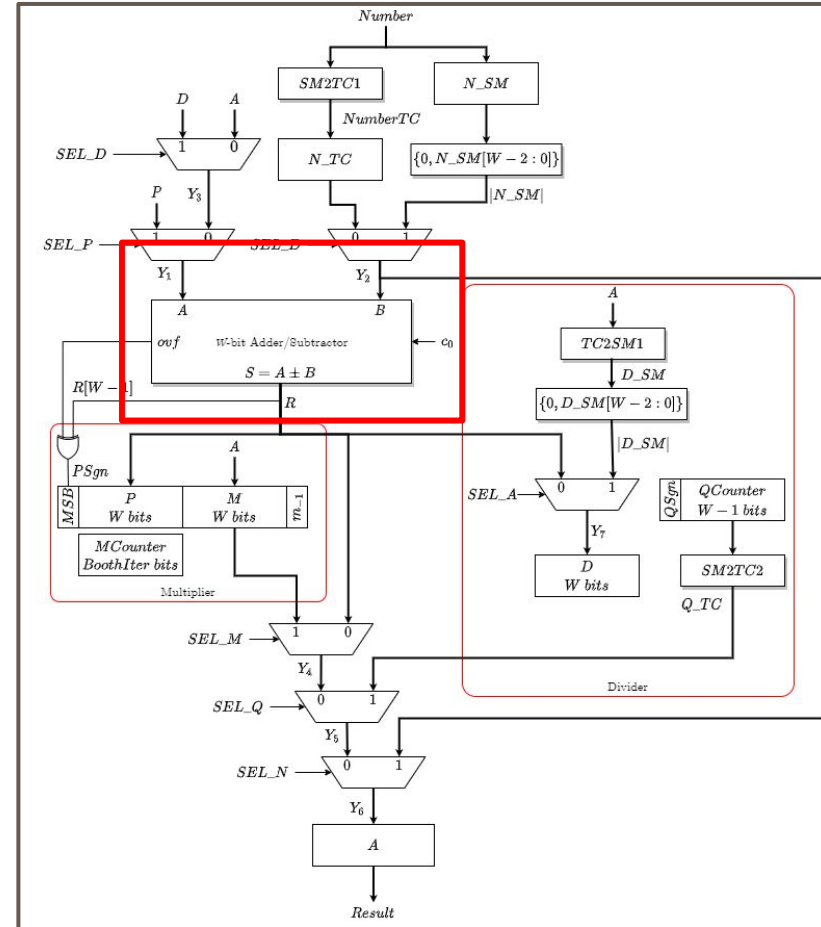 Number
SM2TC1
N_SM
D
A
NumberTC
1
0
N_TC
{0, N_SM[W − 2 : 0]}
SEL_D
P
Y3
|N_SM|
1
0
0
1
SEL_P
SEL_D
Y1
Y2
A
B
A
ovf
W-bit Adder/Subtractor
c0
TC2SM1
S = A ± B
D_SM
R[W − 1]
R
{0, D_SM[W − 2 : 0]}
A
|D_SM|
PSgn
SEL_A
0
1
MSB
P
W bits
M
W bits
m−1
QSgn
QCounter
W − 1 bits
Y7
MCounter
BoothIter bits
D
W bits
SM2TC2
Multiplier
Q_TC
1
0
SEL_M
Y4
0
1
Divider
SEL_Q
Y5
0
1
SEL_N
Y6
A
Result